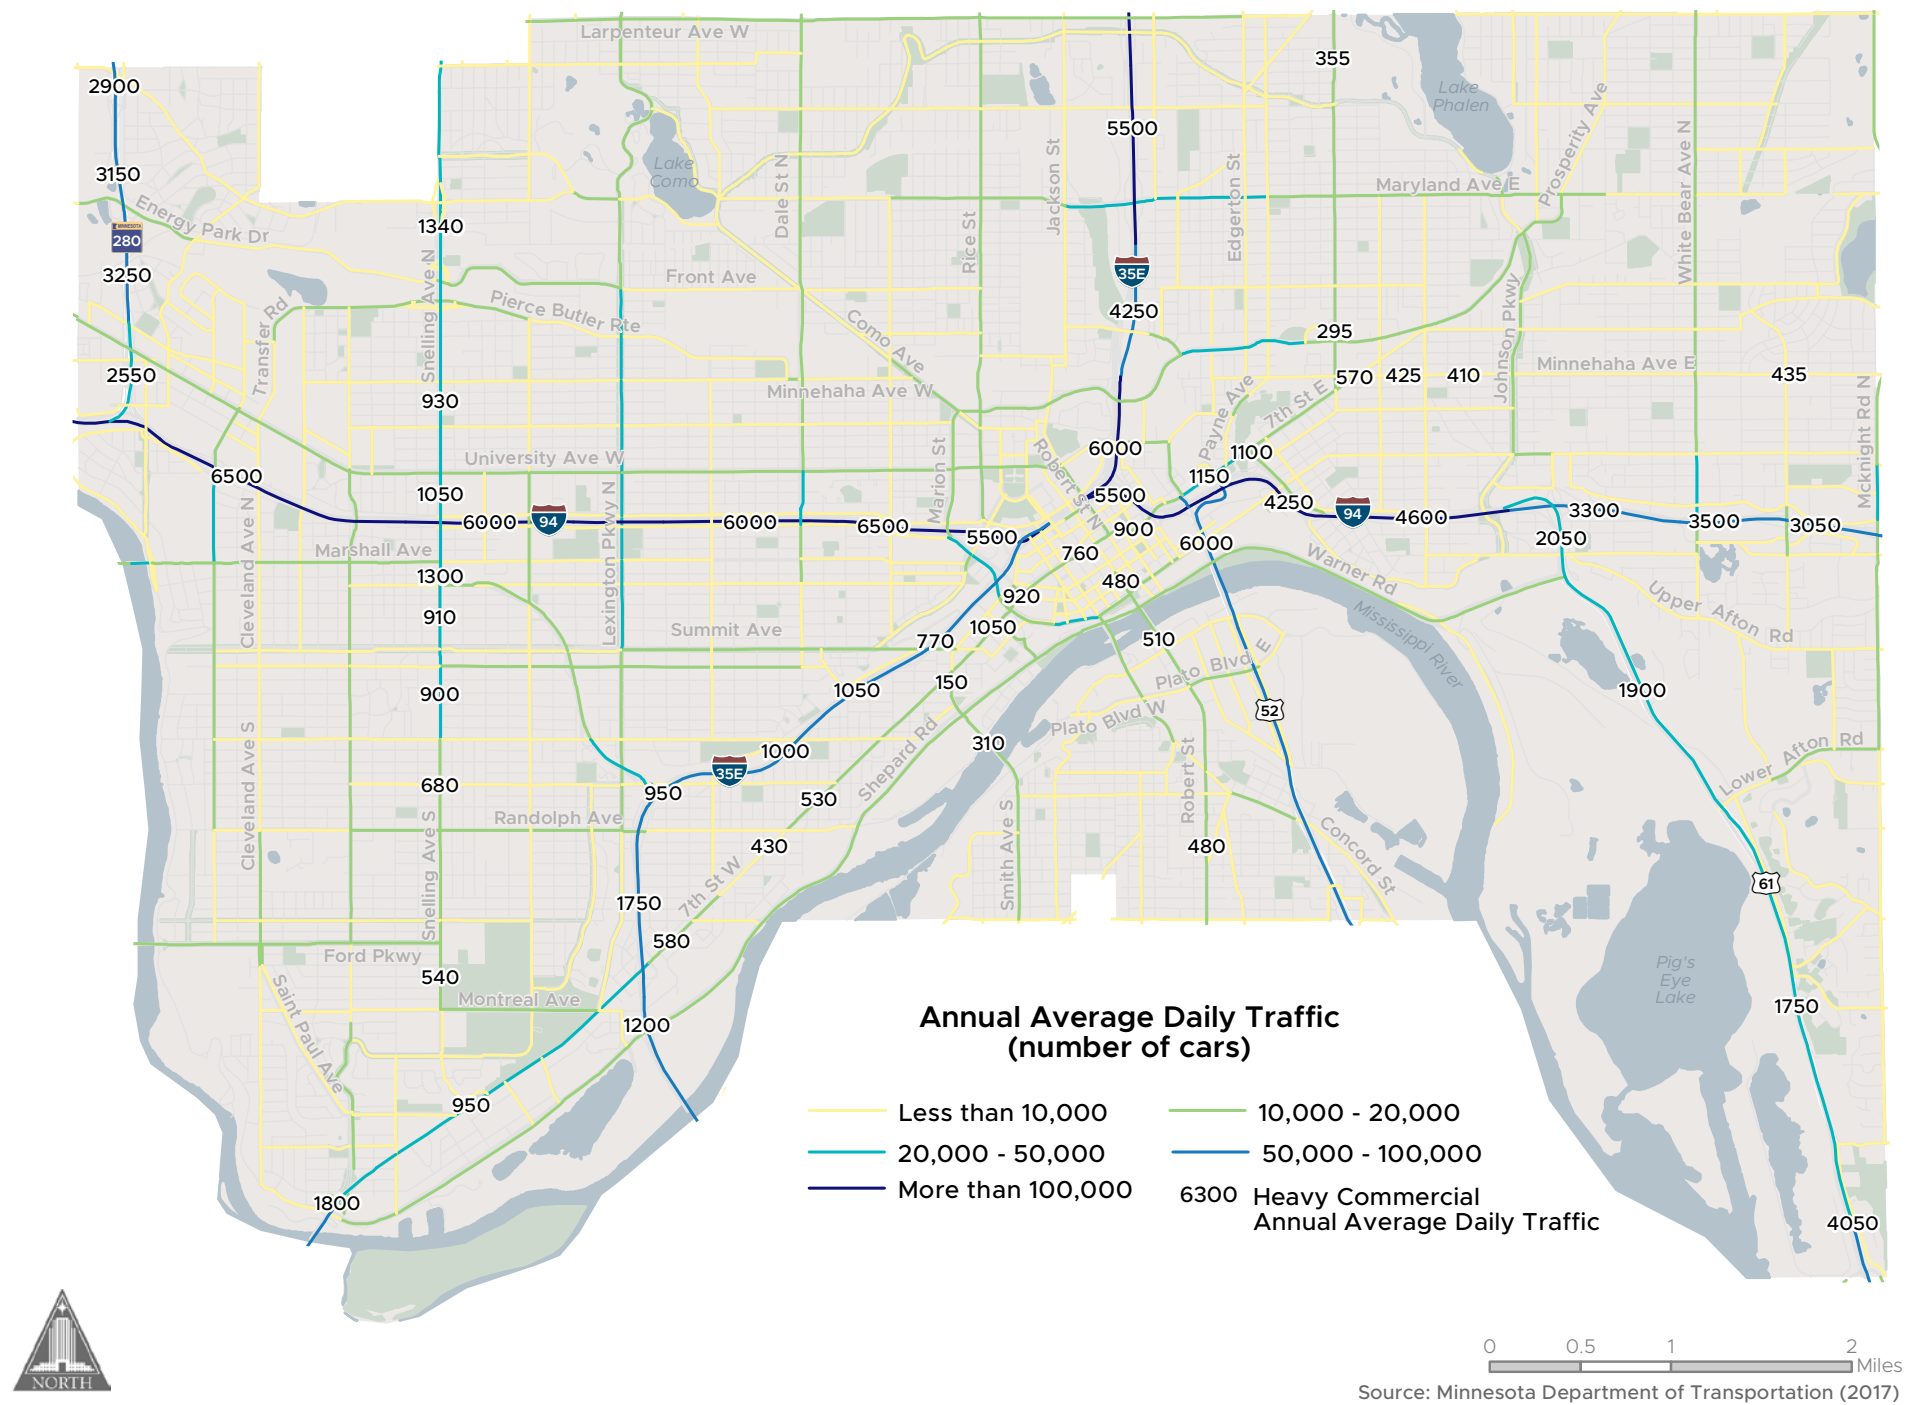 Larpenteur Ave W
355
2900
Lake
Phalen
5500
Prosperity Ave
3150
Lake
Como
Dale St N
Jackson St
Edgerton St
Maryland Ave E
White Bear Ave N
Energy Park Dr
1340
Rice St
MINNESOTA
280
3250
35E
Front Ave
Snelling Ave N
Transfer Rd
Pierce Butler Rte
Como Ave
4250
295
Johnson Pkwy
2550
Minnehaha Ave W
570
425
410
Minnehaha Ave E
435
930
Payne Ave
7th St E
Mcknight Rd N
University Ave W
Marion St
Robert St N
6000
1100
6500
1150
1050
5500
4250
Cleveland Ave N
6000
94
Lexington Pkwy N
6000
6500
5500
900
94
4600
3300
3500
3050
Marshall Ave
760
6000
2050
Warner Rd
1300
480
920
Upper Afton Rd
910
Summit Ave
770
1050
510
Mississippi River
900
1050
150
Plato Blvd E
1900
Plato Blvd W
52
310
Cleveland Ave S
1000
Shepard Rd
Robert St
Lower Afton Rd
35E
680
950
530
Randolph Ave
Snelling Ave S
430
Smith Ave S
480
Concord St
61
1750
7th St W
580
Ford Pkwy
540
Pig's
Eye
Lake
Saint Paul Ave
Montreal Ave
1200
1750
950
1800
4050
Annual Average Daily Traffic
(number of cars)
Less than 10,000
10,000 - 20,000
20,000 - 50,000
50,000 - 100,000
More than 100,000
6300 Heavy Commercial
Annual Average Daily Traffic
NORTH
0 0.5 1 2
Miles
Source: Minnesota Department of Transportation (2017)